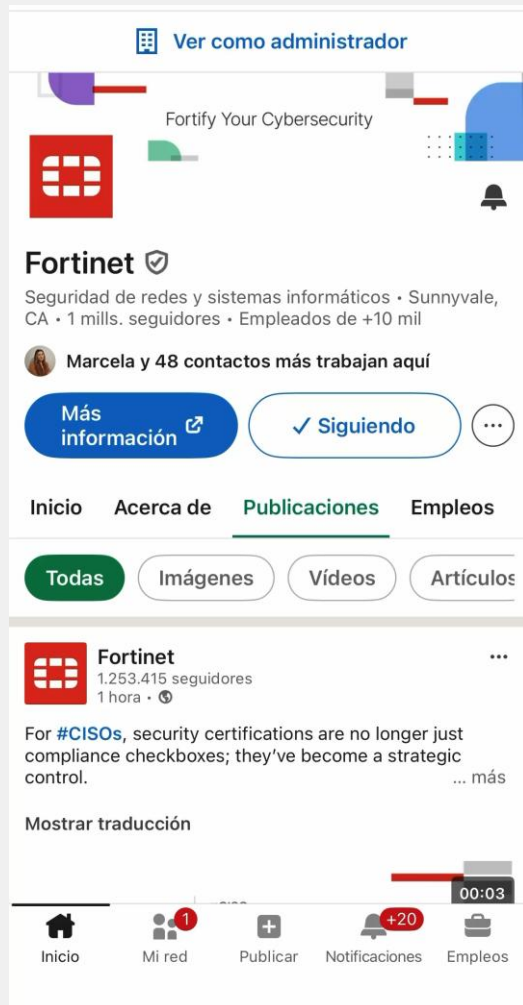 Ver como administrador
Fortify Your Cybersecurity
Fortinet
Seguridad de redes y sistemas informáticos • Sunnyvale,
CA • 1 mills. seguidores • Empleados de +10 mil
Marcela y 48 contactos más trabajan aquí
Más
información
Siguiendo
Inicio
Acerca de
Publicaciones
Empleos
Todas
Imágenes
Vídeos
Artículos
Fortinet
1.253.415 seguidores
1 hora •
For #CISOs, security certifications are no longer just
compliance checkboxes; they’ve become a strategic
control.
... más
Mostrar traducción
00:03
1
+20
Inicio
Mi red
Publicar
Notificaciones
Empleos